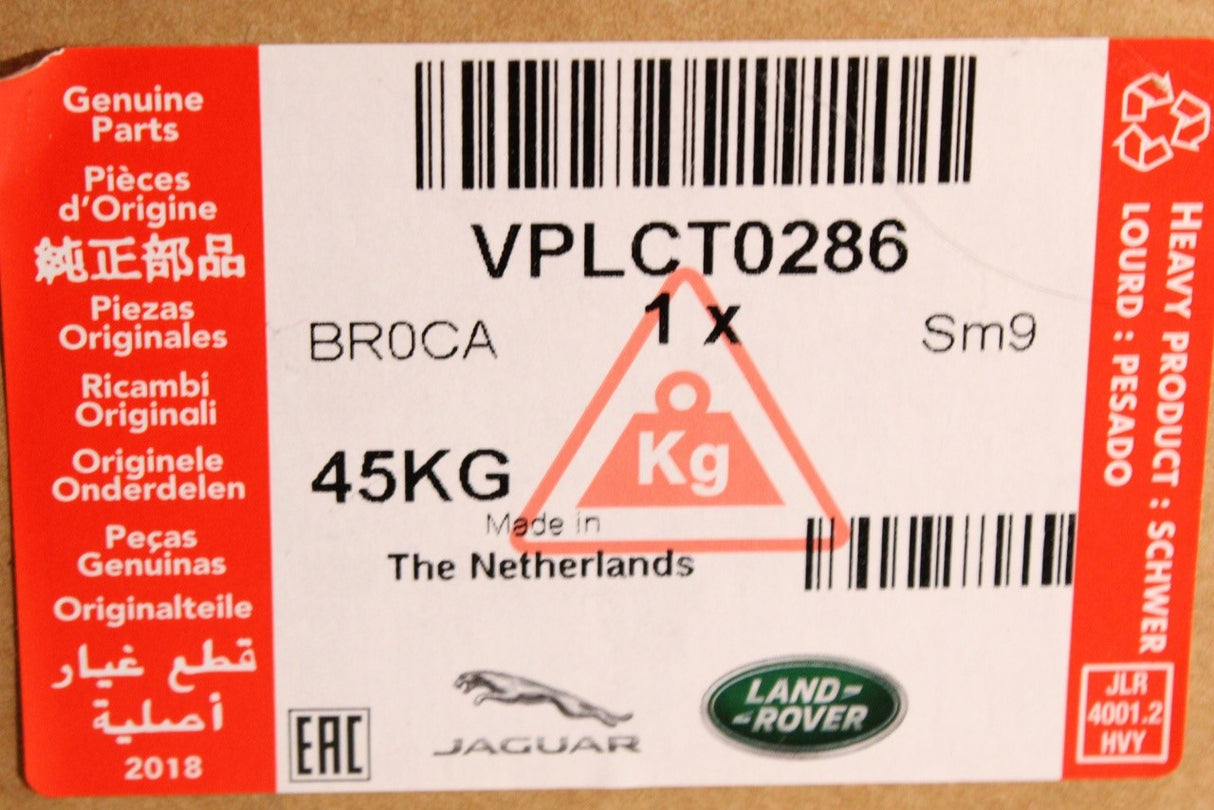 Genuine
Parts
Pièces
d'Origine
純正部品
Piezas
Originales
Ricambi
Originali
Originele
Onderdelen
Peças
Genuínas
Originalteile
قطع غيار
أصلية
2018
VPLCT0286
1 x
BR0CA
Sm9
Kg
45KG
Made in
The Netherlands
EAC
JAGUAR
LAND-
-ROVER
HEAVY PRODUCT : SCHWER
LOURD : PESADO
JLR
4001.2
HVY